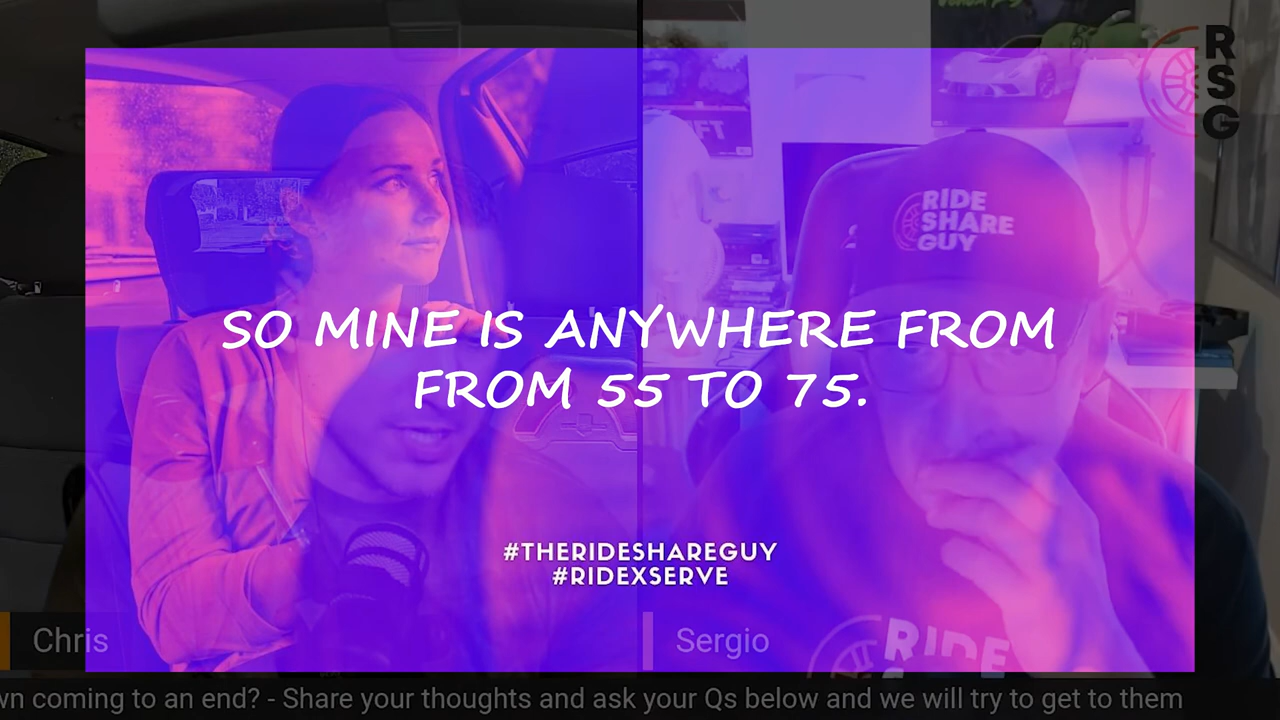 RSG
FT
RIDE
SHARE
GUY
SO MINE IS ANYWHERE FROM
FROM 55 TO 75.
#THERIDESHAREGUY
#RIDEXSERVE
Chris
Sergio
RIDE
wn coming to an end? - Share your thoughts and ask your Qs below and we will try to get to them